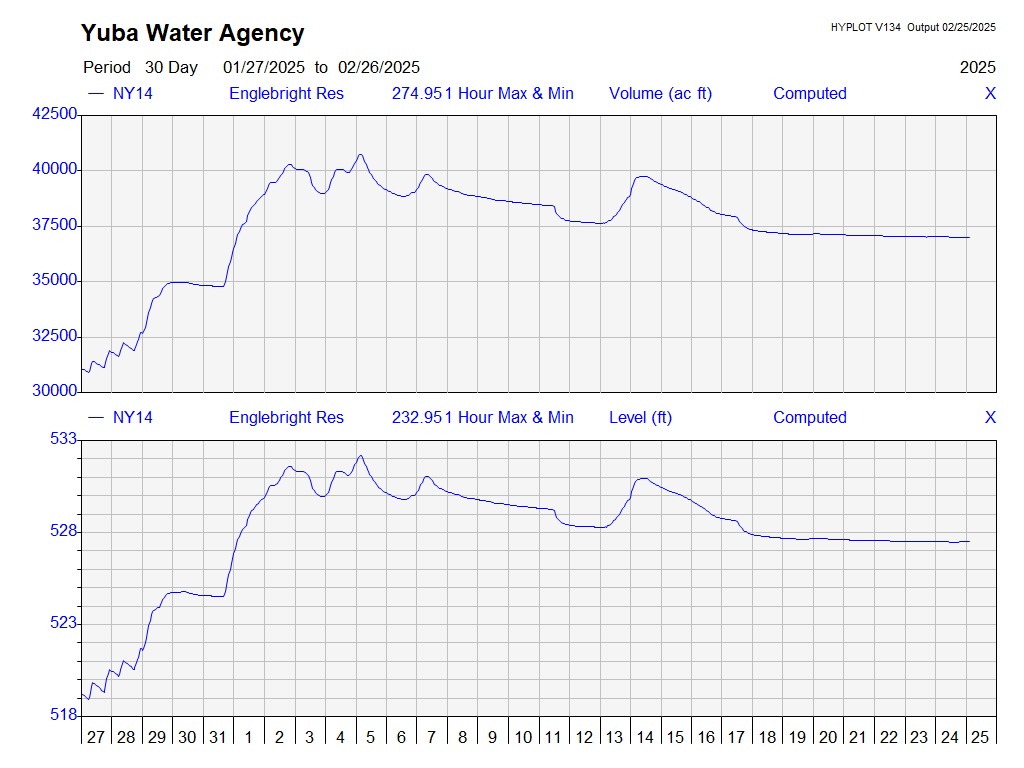 Yuba Water Agency
HYPLOT V134 Output 02/25/2025
Period 30 Day 01/27/2025 to 02/26/2025
2025
NY14 Englebright Res 274.951 Hour Max & Min Volume (ac ft) Computed X
42500
40000
37500
35000
32500
30000
NY14 Englebright Res 232.951 Hour Max & Min Level (ft) Computed X
533
528
523
518
27 28 29 30 31 1 2 3 4 5 6 7 8 9 10 11 12 13 14 15 16 17 18 19 20 21 22 23 24 25